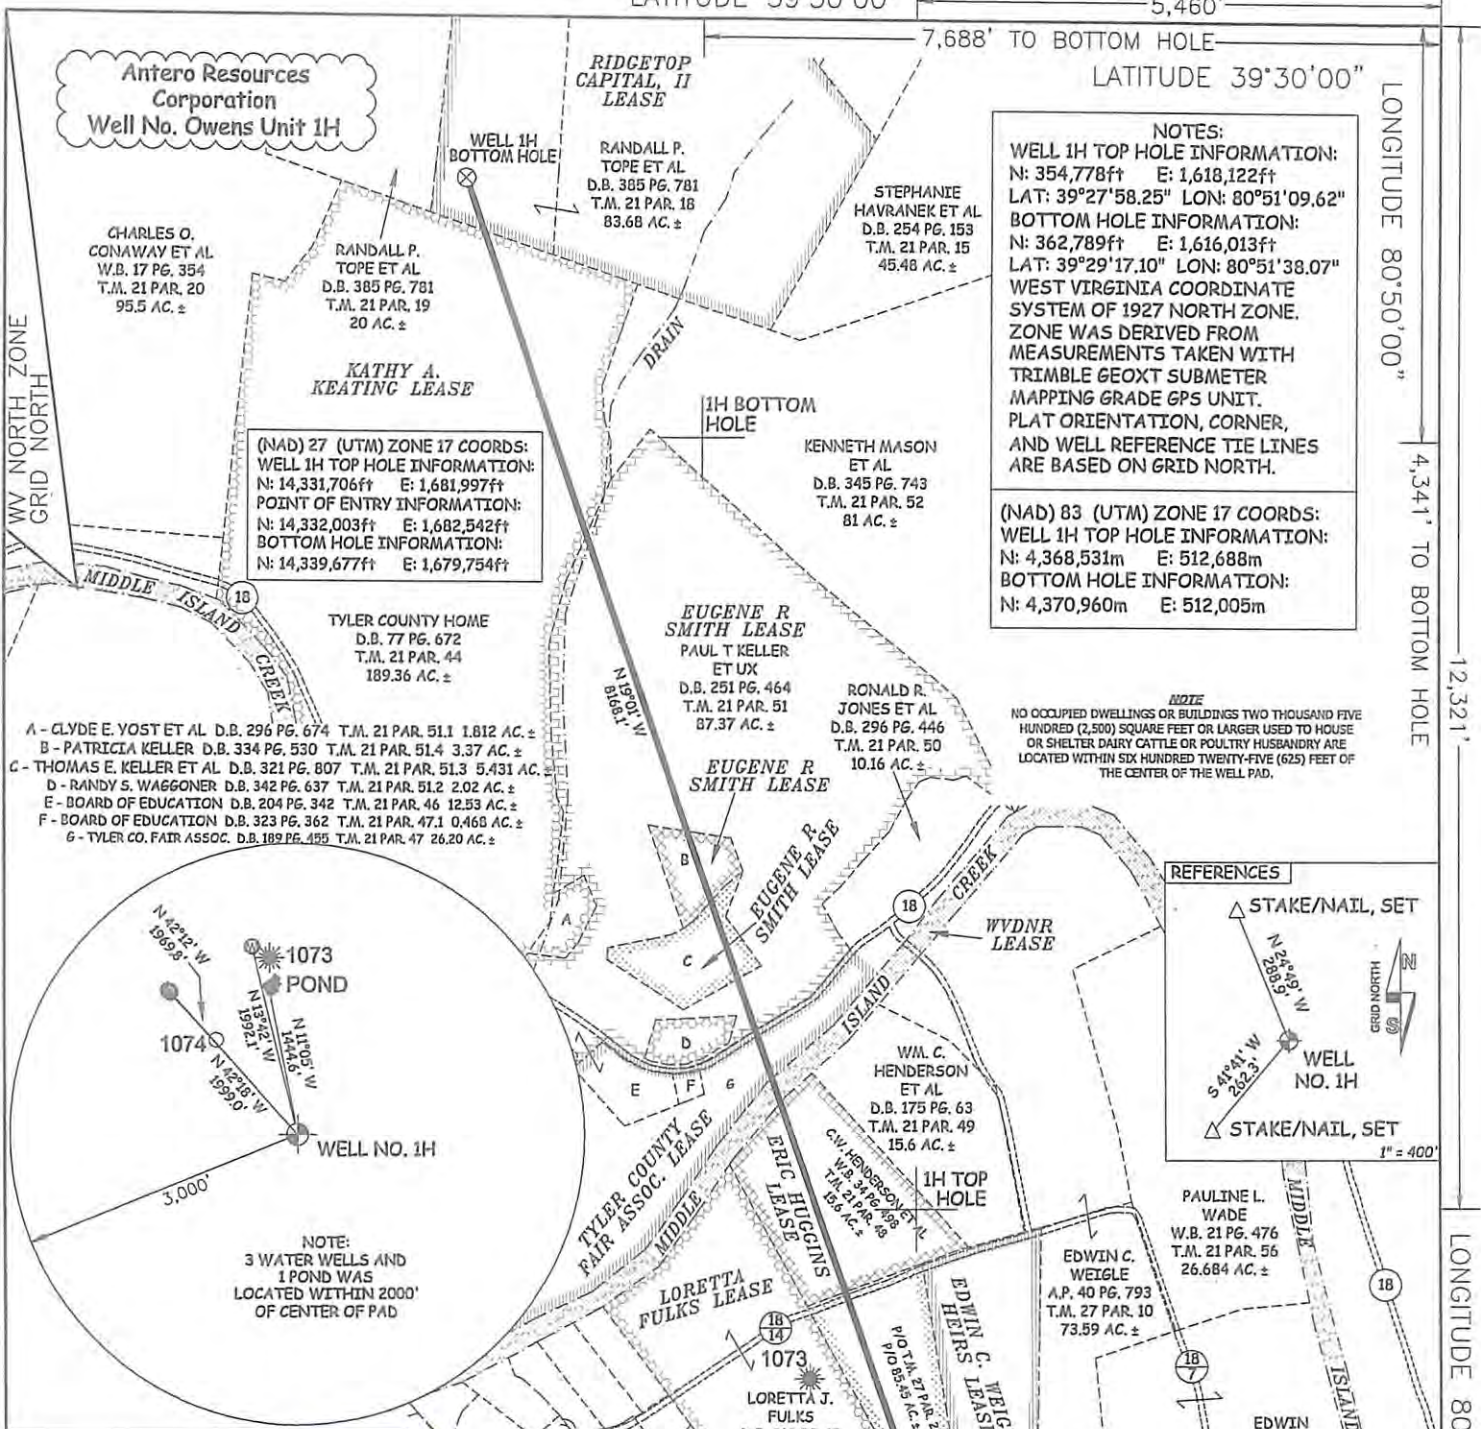 LATITUDE 39°30'00"
5,460'
7,688' TO BOTTOM HOLE
LATITUDE 39°30'00"
Antero Resources
Corporation
Well No. Owens Unit 1H
RIDGETOP
CAPITAL, II
LEASE
WELL 1H
BOTTOM HOLE
RANDALL P.
TOPE ET AL
D.B. 385 PG. 781
T.M. 21 PAR. 18
83.68 AC. ±
STEPHANIE
HAVRANEK ET AL
D.B. 254 PG. 153
T.M. 21 PAR. 15
45.48 AC. ±
CHARLES O.
CONAWAY ET AL
W.B. 17 PG. 354
T.M. 21 PAR. 20
95.5 AC. ±
RANDALL P.
TOPE ET AL
D.B. 385 PG. 781
T.M. 21 PAR. 19
20 AC. ±
KATHY A.
KEATING LEASE
DRAIN
NOTES:
WELL 1H TOP HOLE INFORMATION:
N: 354,778ft E: 1,618,122ft
LAT: 39°27'58.25" LON: 80°51'09.62"
BOTTOM HOLE INFORMATION:
N: 362,789ft E: 1,616,013ft
LAT: 39°29'17.10" LON: 80°51'38.07"
WEST VIRGINIA COORDINATE
SYSTEM OF 1927 NORTH ZONE.
ZONE WAS DERIVED FROM
MEASUREMENTS TAKEN WITH
TRIMBLE GEOXT SUBMETER
MAPPING GRADE GPS UNIT.
PLAT ORIENTATION, CORNER,
AND WELL REFERENCE TIE LINES
ARE BASED ON GRID NORTH.
(NAD) 83 (UTM) ZONE 17 COORDS:
WELL 1H TOP HOLE INFORMATION:
N: 4,368,531m E: 512,688m
BOTTOM HOLE INFORMATION:
N: 4,370,960m E: 512,005m
LONGITUDE 80°50'00"
4,341' TO BOTTOM HOLE
12,321'
WV NORTH ZONE
GRID NORTH
(NAD) 27 (UTM) ZONE 17 COORDS:
WELL 1H TOP HOLE INFORMATION:
N: 14,331,706ft E: 1,681,997ft
POINT OF ENTRY INFORMATION:
N: 14,332,003ft E: 1,682,542ft
BOTTOM HOLE INFORMATION:
N: 14,339,677ft E: 1,679,754ft
1H BOTTOM
HOLE
KENNETH MASON
ET AL
D.B. 345 PG. 743
T.M. 21 PAR. 52
81 AC. ±
MIDDLE ISLAND CREEK
18
TYLER COUNTY HOME
D.B. 77 PG. 672
T.M. 21 PAR. 44
189.36 AC. ±
N 19°01' W
8168.1'
EUGENE R
SMITH LEASE
PAUL T KELLER
ET UX
D.B. 251 PG. 464
T.M. 21 PAR. 51
87.37 AC. ±
RONALD R.
JONES ET AL
D.B. 296 PG. 446
T.M. 21 PAR. 50
10.16 AC. ±
NOTE
NO OCCUPIED DWELLINGS OR BUILDINGS TWO THOUSAND FIVE
HUNDRED (2,500) SQUARE FEET OR LARGER USED TO HOUSE
OR SHELTER DAIRY CATTLE OR POULTRY HUSBANDRY ARE
LOCATED WITHIN SIX HUNDRED TWENTY-FIVE (625) FEET OF
THE CENTER OF THE WELL PAD.
A - CLYDE E. YOST ET AL D.B. 296 PG. 674 T.M. 21 PAR. 51.1 1.812 AC. ±
B - PATRICIA KELLER D.B. 334 PG. 530 T.M. 21 PAR. 51.4 3.37 AC. ±
C - THOMAS E. KELLER ET AL D.B. 321 PG. 807 T.M. 21 PAR. 51.3 5.431 AC. ±
D - RANDY S. WAGGONER D.B. 342 PG. 637 T.M. 21 PAR. 51.2 2.02 AC. ±
E - BOARD OF EDUCATION D.B. 204 PG. 342 T.M. 21 PAR. 46 12.53 AC. ±
F - BOARD OF EDUCATION D.B. 323 PG. 362 T.M. 21 PAR. 47.1 0.468 AC. ±
G - TYLER CO. FAIR ASSOC. D.B. 189 PG. 455 T.M. 21 PAR. 47 26.20 AC. ±
EUGENE R
SMITH LEASE
EUGENE R
SMITH LEASE
B
A
C
D
E
F
G
18
CREEK
ISLAND
MIDDLE
WVDNR
LEASE
REFERENCES
STAKE/NAIL, SET
N 24°49' W
288.9'
GRID NORTH
N
S
WELL
NO. 1H
S 41°41' W
262.3'
STAKE/NAIL, SET
1" = 400'
N 42°12' W
1969.8'
W
1073
POND
1074
N 13°42' W
1992.1'
N 11°05' W
1444.6'
N 42°18' W
1999.0'
WELL NO. 1H
3,000'
NOTE:
3 WATER WELLS AND
1 POND WAS
LOCATED WITHIN 2000'
OF CENTER OF PAD
WM. C.
HENDERSON
ET AL
D.B. 175 PG. 63
T.M. 21 PAR. 49
15.6 AC. ±
C.W. HENDERSON ET AL
W.B. 34 PG. 498
T.M. 21 PAR. 48
15.6 AC. ±
1H TOP
HOLE
ERIC HUGGINS
LEASE
TYLER COUNTY
FAIR ASSOC. LEASE
LORETTA
FULKS LEASE
18
14
1073
LORETTA J.
FULKS
P/O T.M. 27 PAR. 2
P/O 85.45 AC. ±
EDWIN C. WEIG
HEIRS LEAS
EDWIN C.
WEIGLE
A.P. 40 PG. 793
T.M. 27 PAR. 10
73.59 AC. ±
PAULINE L.
WADE
W.B. 21 PG. 476
T.M. 21 PAR. 56
26.684 AC. ±
MIDDLE
ISLAND
18
18
7
EDWIN
LONGITUDE 80